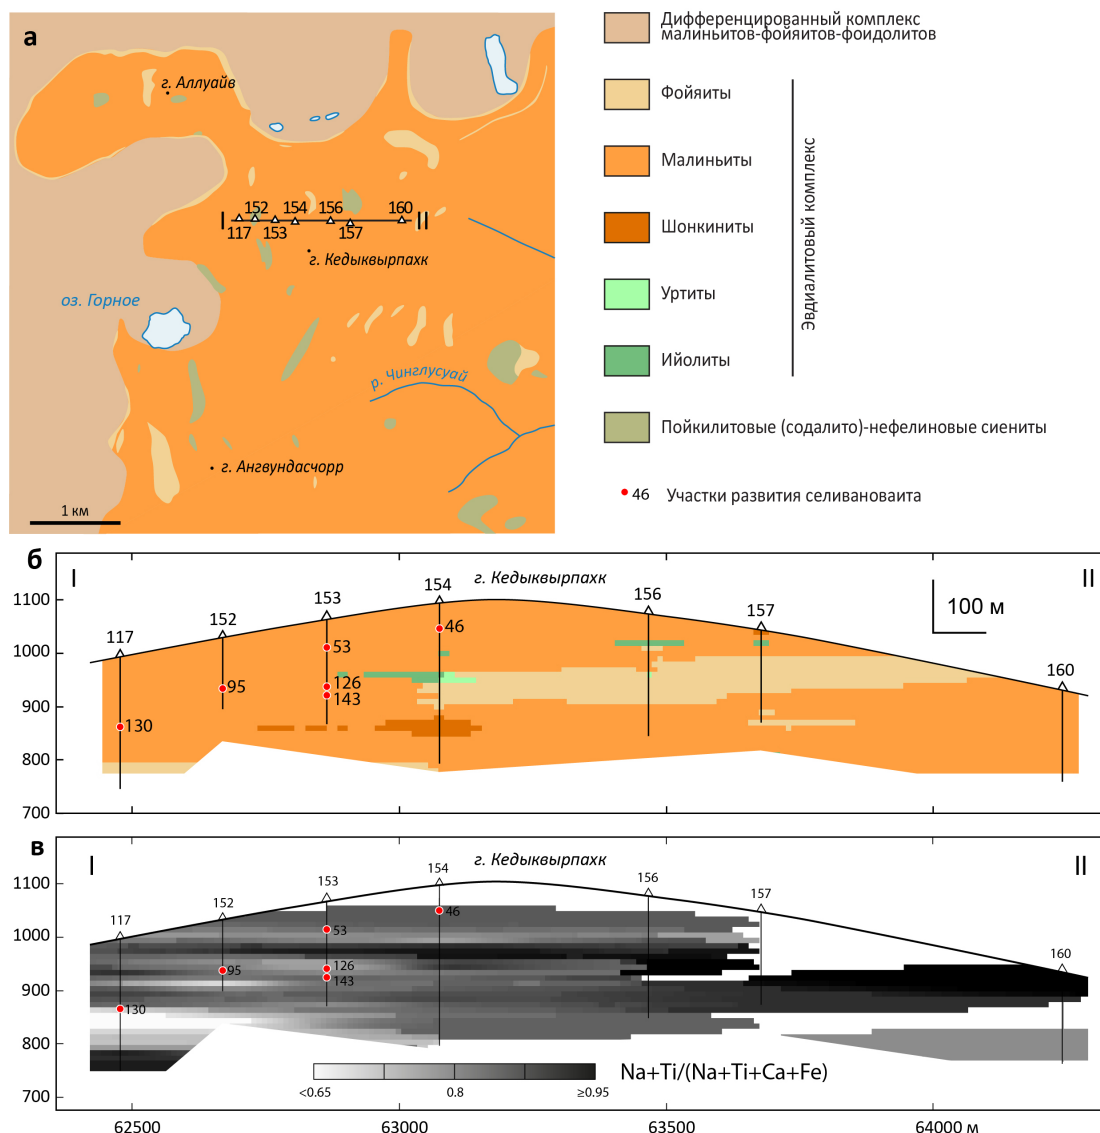 а
г. Аллуайв
152
154
156
160
I
II
117
153
157
г. Кедыквырпахк
оз. Горное
р. Чинглусуай
г. Ангвундасчорр
1 км
Дифференцированный комплекс
малиньитов-фойяитов-фоидолитов
Фойяиты
Малиньиты
Шонкиниты
Уртиты
Ийолиты
Эвдиалитовый комплекс
Пойкилитовые (содалито)-нефелиновые сиениты
46 Участки развития селивановаита
б
I
г. Кедыквырпахк
II
1100
1000
900
800
700
117
152
153
154
156
157
160
100 м
46
53
126
143
95
130
в
I
г. Кедыквырпахк
II
1100
1000
900
800
700
117
152
153
154
156
157
160
46
53
126
143
95
130
Na+Ti/(Na+Ti+Ca+Fe)
<0.65
0.8
≥0.95
62500
63000
63500
64000 м